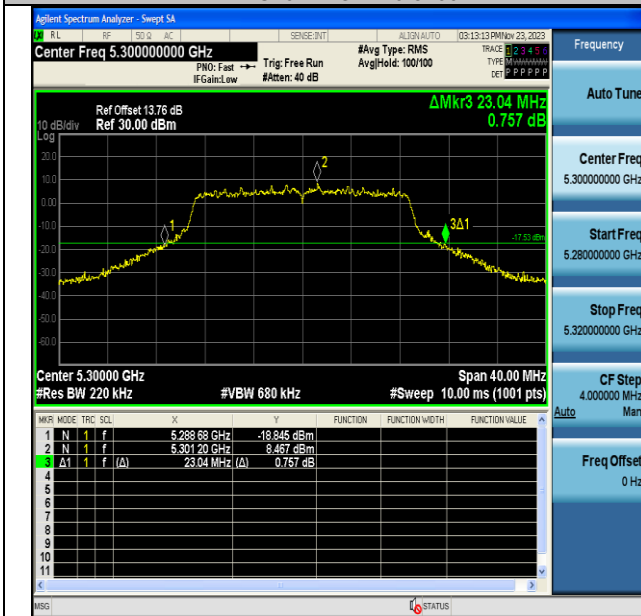 Agilent Spectrum Analyzer - Swept SA
RL RF 50 Ω AC SENSE:INT ALIGN AUTO 03:13:13 PM Nov 23, 2023
Center Freq 5.300000000 GHz
PNO: Fast
IFGain:Low
Trig: Free Run
#Atten: 40 dB
#Avg Type: RMS
Avg|Hold: 100/100
TRACE 1 2 3 4 5 6
TYPE M
DET P P P P P P
Ref Offset 13.76 dB
10 dB/div Ref 30.00 dBm
Log
ΔMkr3 23.04 MHz
0.757 dB
20.0
10.0
0.00
-10.0
-20.0
-30.0
-40.0
-50.0
-60.0
1
2
3Δ1
-17.53 dBm
Center 5.30000 GHz Span 40.00 MHz
#Res BW 220 kHz #VBW 680 kHz #Sweep 10.00 ms (1001 pts)
MKR MODE TRC SCL X Y FUNCTION FUNCTION WIDTH FUNCTION VALUE
1 N 1 f 5.288 68 GHz -18.845 dBm
2 N 1 f 5.301 20 GHz 8.467 dBm
3 Δ1 1 f (Δ) 23.04 MHz (Δ) 0.757 dB
4
5
6
7
8
9
10
11
MSG STATUS
Frequency
Auto Tune
Center Freq
5.300000000 GHz
Start Freq
5.280000000 GHz
Stop Freq
5.320000000 GHz
CF Step
4.000000 MHz
Auto Man
Freq Offset
0 Hz